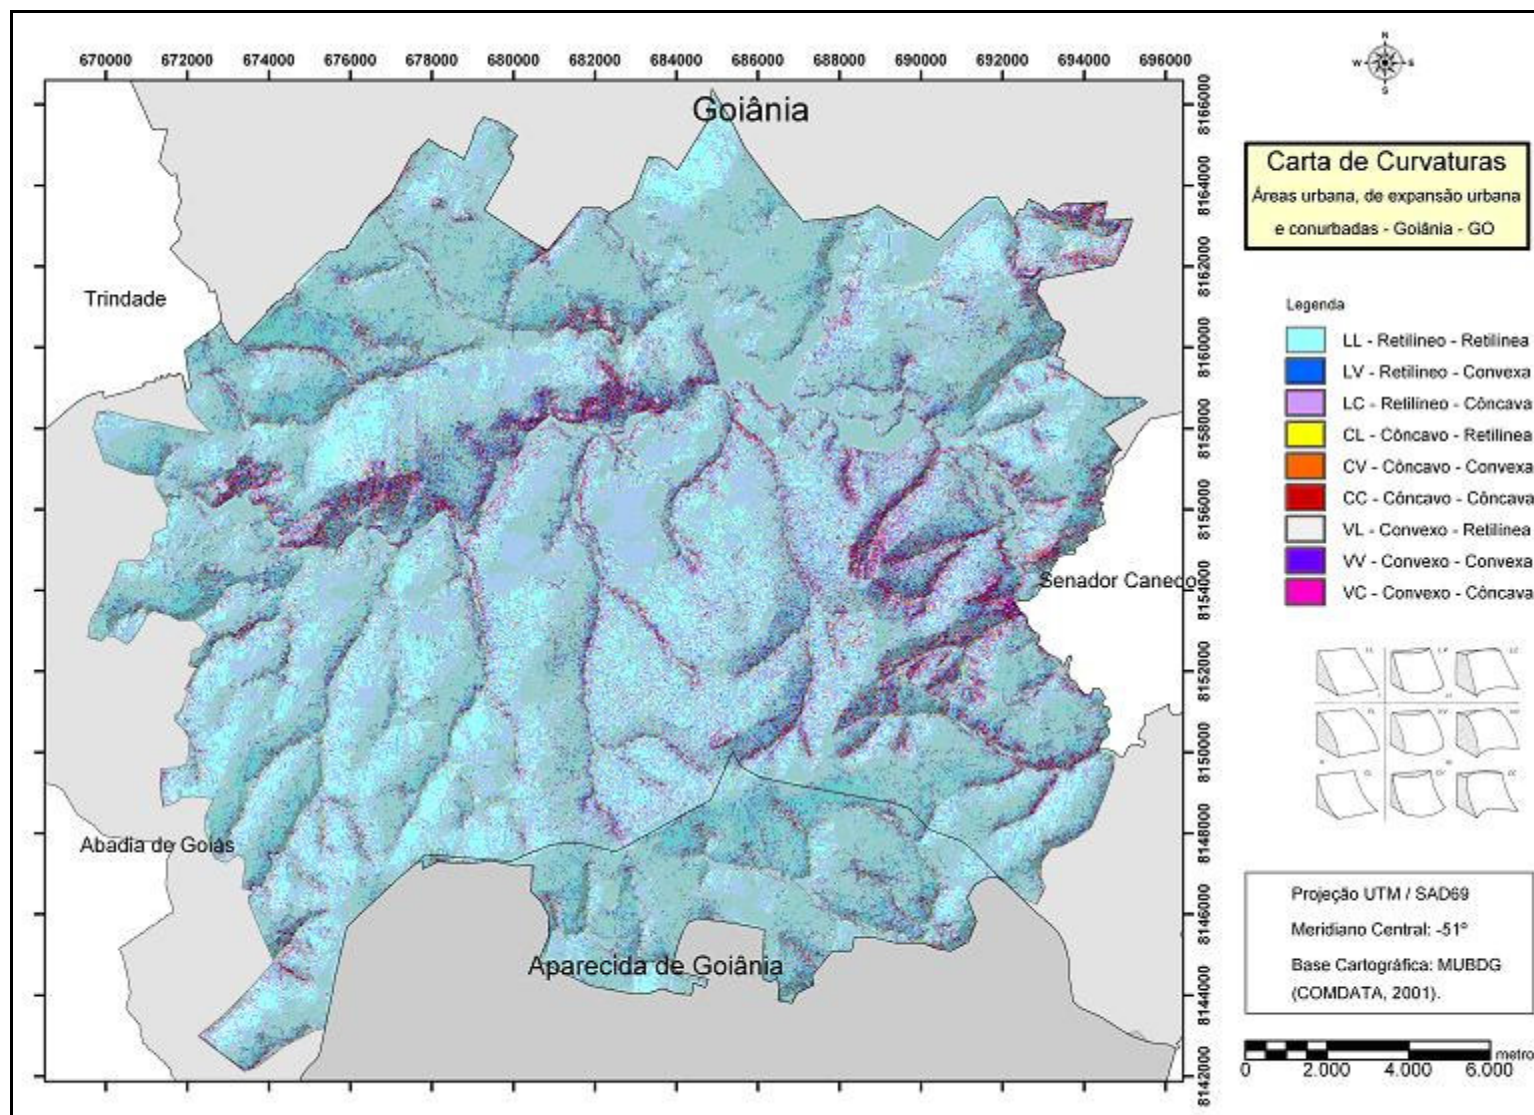 670000 672000 674000 676000 678000 680000 682000 684000 686000 688000 690000 692000 694000 696000
N
W
S
S
Goiânia
Trindade
Senador Canedo
Abadia de Goiás
Aparecida de Goiânia
8166000
8164000
8162000
8160000
8158000
8156000
8154000
8152000
8150000
8148000
8146000
8144000
8142000
Carta de Curvaturas
Áreas urbana, de expansão urbana
e conurbadas - Goiânia - GO
Legenda
LL - Retilíneo - Retilínea
LV - Retilíneo - Convexa
LC - Retilíneo - Côncava
CL - Côncavo - Retilínea
CV - Côncavo - Convexa
CC - Côncavo - Côncava
VL - Convexo - Retilínea
VV - Convexo - Convexa
VC - Convexo - Côncava
Projeção UTM / SAD69
Meridiano Central: -51º
Base Cartográfica: MUBDG
(COMDATA, 2001).
metro
0 2.000 4.000 6.000